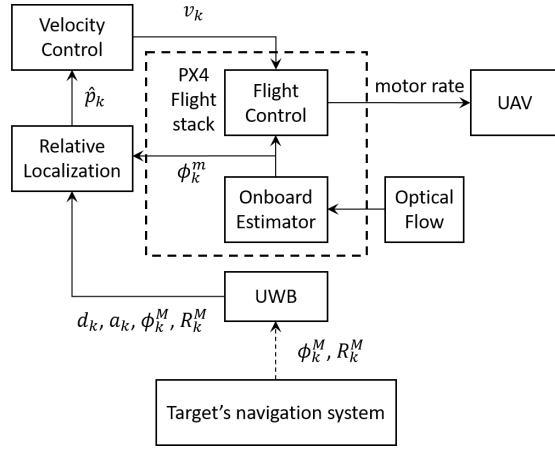 Velocity
Control
v_k
PX4
Flight
stack
Flight
Control
motor rate
UAV
p̂_k
Relative
Localization
ϕ_k^m
Onboard
Estimator
Optical
Flow
UWB
d_k, a_k, ϕ_k^M, R_k^M
ϕ_k^M, R_k^M
Target's navigation system